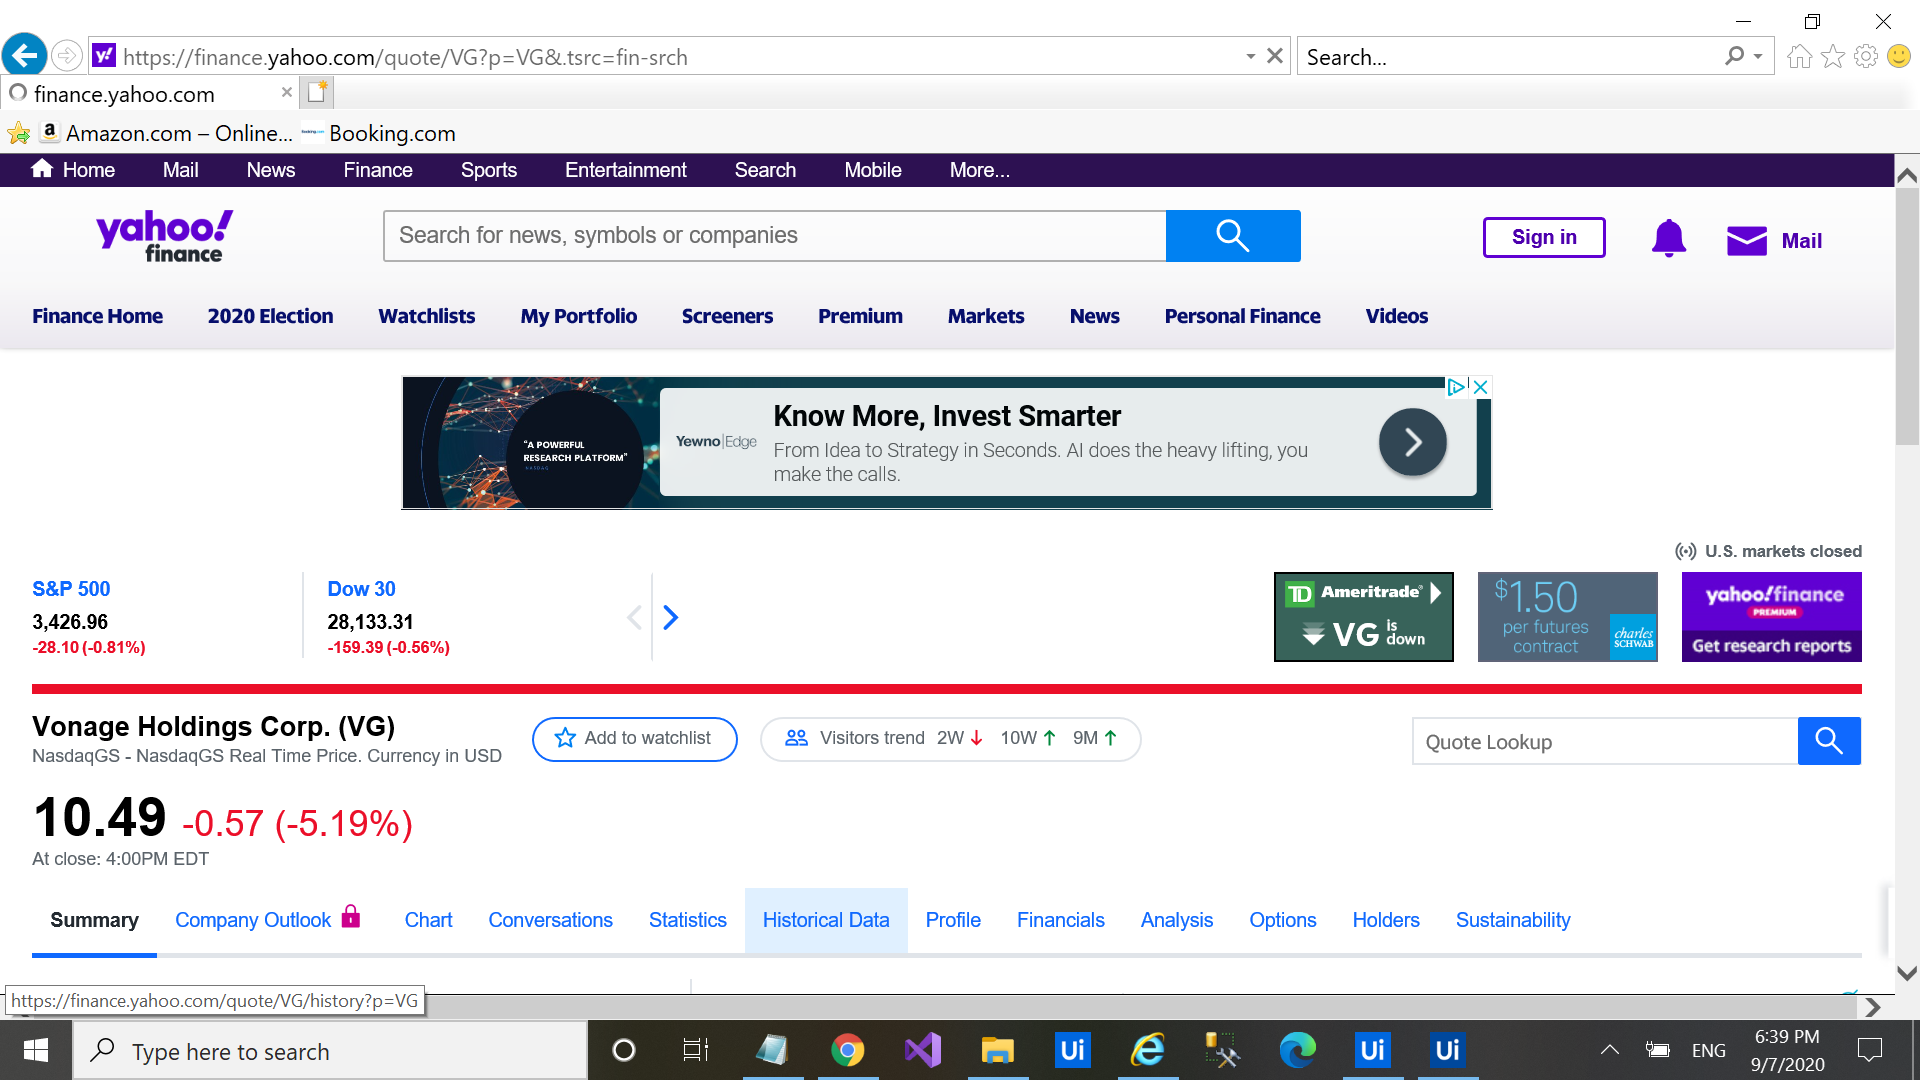 https://finance.yahoo.com/quote/VG?p=VG&.tsrc=fin-srch
Search...
finance.yahoo.com
Amazon.com – Online...
Booking.com
Home Mail News Finance Sports Entertainment Search Mobile More...
yahoo!
finance
Search for news, symbols or companies
Sign in
Mail
Finance Home 2020 Election Watchlists My Portfolio Screeners Premium Markets News Personal Finance Videos
"A POWERFUL
RESEARCH PLATFORM"
NASDAQ
Yewno|Edge
Know More, Invest Smarter
From Idea to Strategy in Seconds. AI does the heavy lifting, you
make the calls.
U.S. markets closed
S&P 500
3,426.96
-28.10 (-0.81%)
Dow 30
28,133.31
-159.39 (-0.56%)
TD Ameritrade
VG is down
$1.50
per futures
contract
charles
SCHWAB
yahoo!finance
PREMIUM
Get research reports
Vonage Holdings Corp. (VG)
NasdaqGS - NasdaqGS Real Time Price. Currency in USD
Add to watchlist
Visitors trend 2W ↓ 10W ↑ 9M ↑
Quote Lookup
10.49 -0.57 (-5.19%)
At close: 4:00PM EDT
Summary Company Outlook Chart Conversations Statistics Historical Data Profile Financials Analysis Options Holders Sustainability
https://finance.yahoo.com/quote/VG/history?p=VG
Type here to search
Ui
Ui
Ui
ENG
6:39 PM
9/7/2020